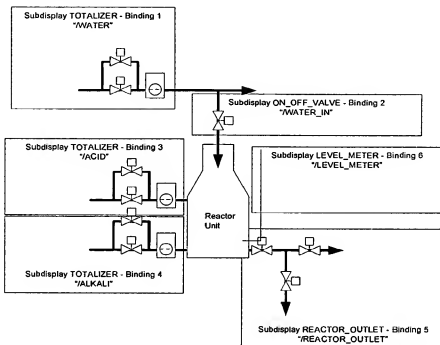 Subdisplay TOTALIZER - Binding 1
"/WATER"
Subdisplay ON_OFF_VALVE - Binding 2
"/WATER_IN"
Subdisplay TOTALIZER - Binding 3
"/ACID"
Subdisplay LEVEL_METER - Binding 6
"/LEVEL_METER"
Reactor
Unit
Subdisplay TOTALIZER - Binding 4
"/ALKALI"
Subdisplay REACTOR_OUTLET - Binding 5
"/REACTOR_OUTLET"